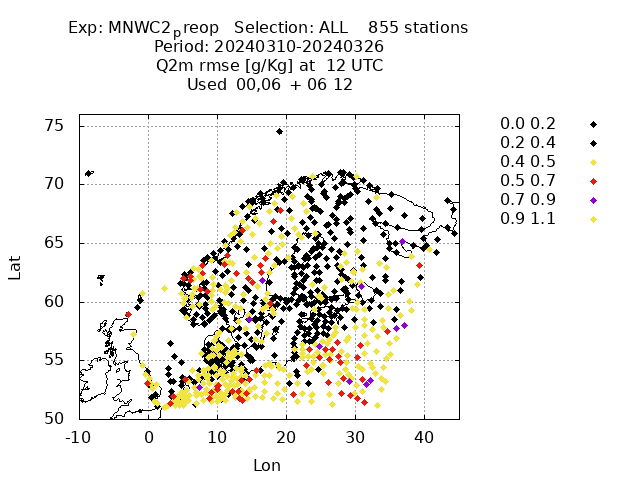 Exp: MNWC2preop Selection: ALL 855 stations
Period: 20240310-20240326
Q2m rmse [g/Kg] at 12 UTC
Used 00,06 + 06 12
75
70
65
60
55
50
-10 0 10 20 30 40
Lat
Lon
0.0 0.2
0.2 0.4
0.4 0.5
0.5 0.7
0.7 0.9
0.9 1.1